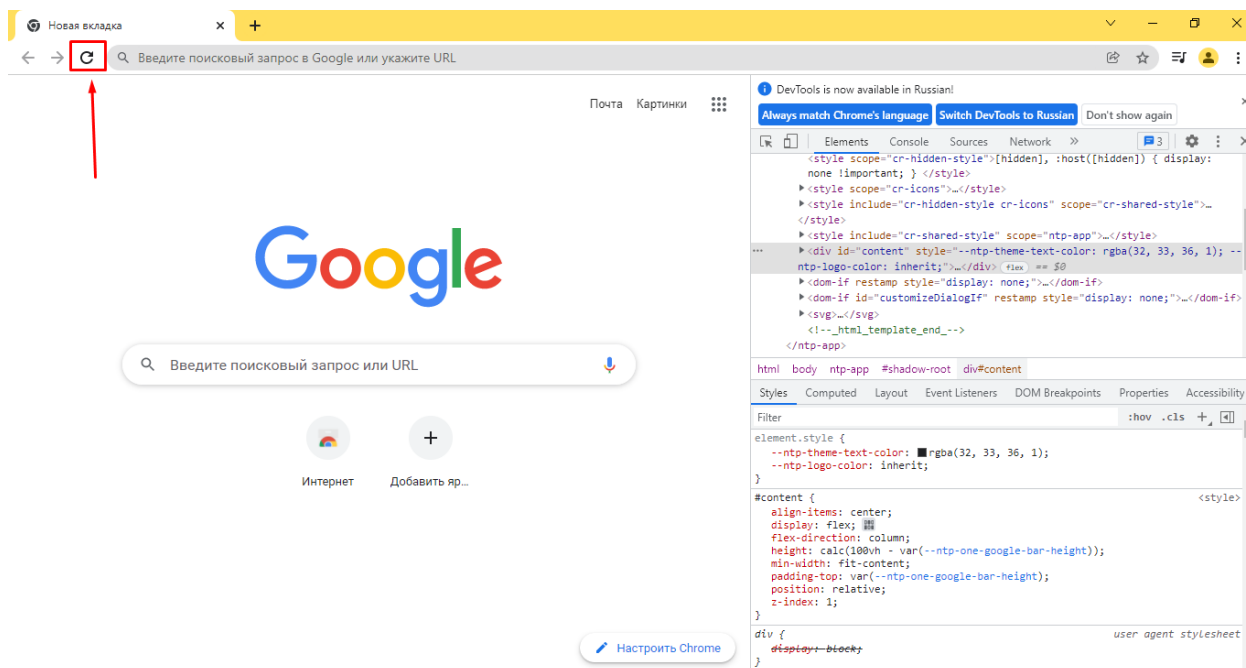 Новая вкладка
Введите поисковый запрос в Google или укажите URL
Почта Картинки
Google
Введите поисковый запрос или URL
Интернет Добавить яр...
Настроить Chrome
DevTools is now available in Russian!
Always match Chrome's language Switch DevTools to Russian Don't show again
Elements Console Sources Network » 3
<style scope="cr-hidden-style">[hidden], :host([hidden]) { display:
none !important; } </style>
<style scope="cr-icons">…</style>
<style include="cr-hidden-style cr-icons" scope="cr-shared-style">…
</style>
<style include="cr-shared-style" scope="ntp-app">…</style>
<div id="content" style="--ntp-theme-text-color: rgba(32, 33, 36, 1); --
ntp-logo-color: inherit;">…</div> flex == $0
<dom-if restamp style="display: none;">…</dom-if>
<dom-if id="customizeDialogIf" restamp style="display: none;">…</dom-if>
<svg>…</svg>
<!--_html_template_end_-->
</ntp-app>
html body ntp-app #shadow-root div#content
Styles Computed Layout Event Listeners DOM Breakpoints Properties Accessibility
Filter :hov .cls +
element.style {
--ntp-theme-text-color: rgba(32, 33, 36, 1);
--ntp-logo-color: inherit;
}
#content { <style>
align-items: center;
display: flex;
flex-direction: column;
height: calc(100vh - var(--ntp-one-google-bar-height));
min-width: fit-content;
padding-top: var(--ntp-one-google-bar-height);
position: relative;
z-index: 1;
}
div { user agent stylesheet
display: block;
}